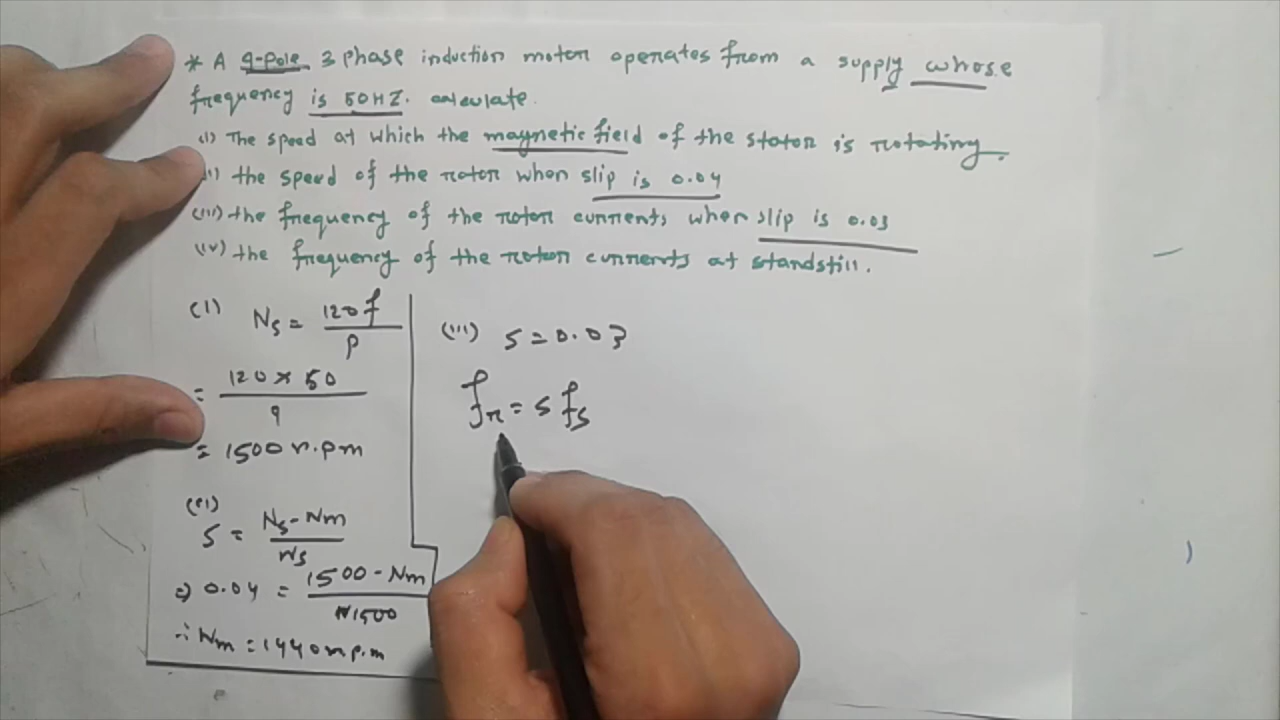 * A 4-pole 3 phase induction motor operates from a supply whose
frequency is 50HZ. calculate.
(i) The speed at which the magnetic field of the stator is rotating.
(ii) the speed of the rotor when slip is 0.04
(iii) the frequency of the rotor currents when slip is 0.03
(iv) the frequency of the rotor currents at standstill.
(i) Ns = 120f / P
= 120 × 50 / 4
= 1500 r.p.m
(ii)
S = Ns - Nm / Ns
⇒ 0.04 = 1500 - Nm / 1500
∴ Nm = 1440 r.p.m
(iii) S = 0.03
fr = s fs